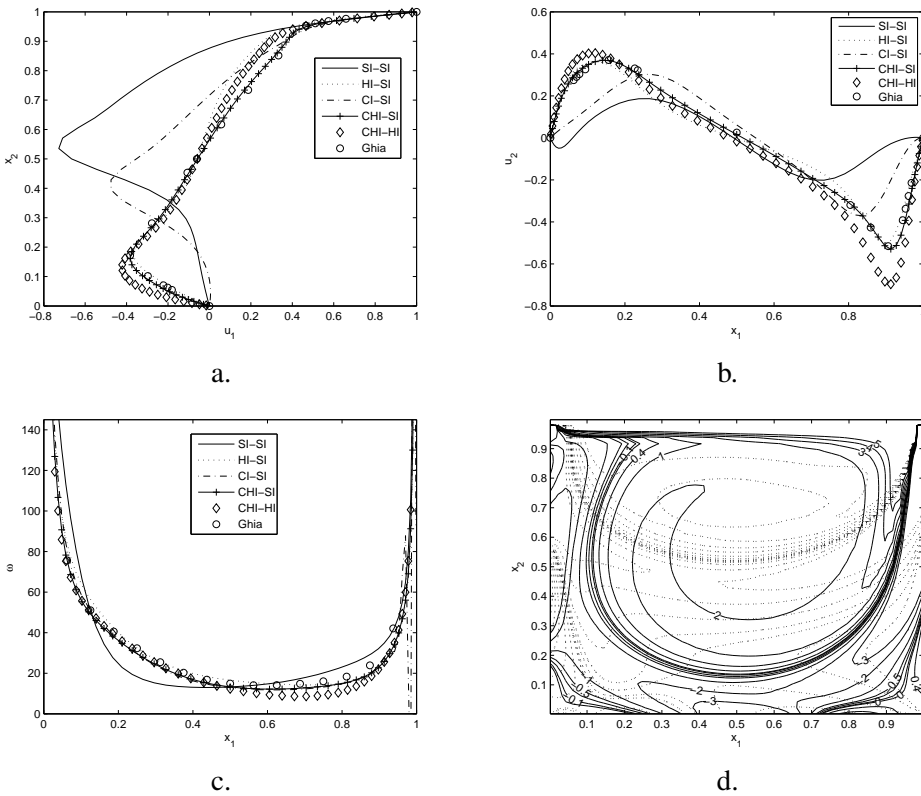 1
0.9
0.8
0.7
0.6
0.5
0.4
0.3
0.2
0.1
0
x2
−0.8 −0.6 −0.4 −0.2 0 0.2 0.4 0.6 0.8 1
u1
SI−SI
HI−SI
CI−SI
CHI−SI
CHI−HI
Ghia
a.
0.6
0.4
0.2
0
−0.2
−0.4
−0.6
−0.8
u2
0 0.2 0.4 0.6 0.8 1
x1
SI−SI
HI−SI
CI−SI
CHI−SI
CHI−HI
Ghia
b.
140
120
100
80
60
40
20
0
ω
0 0.2 0.4 0.6 0.8 1
x1
SI−SI
HI−SI
CI−SI
CHI−SI
CHI−HI
Ghia
c.
0.9
0.8
0.7
0.6
0.5
0.4
0.3
0.2
0.1
x2
0.1 0.2 0.3 0.4 0.5 0.6 0.7 0.8 0.9
x1
−2
−3
d.